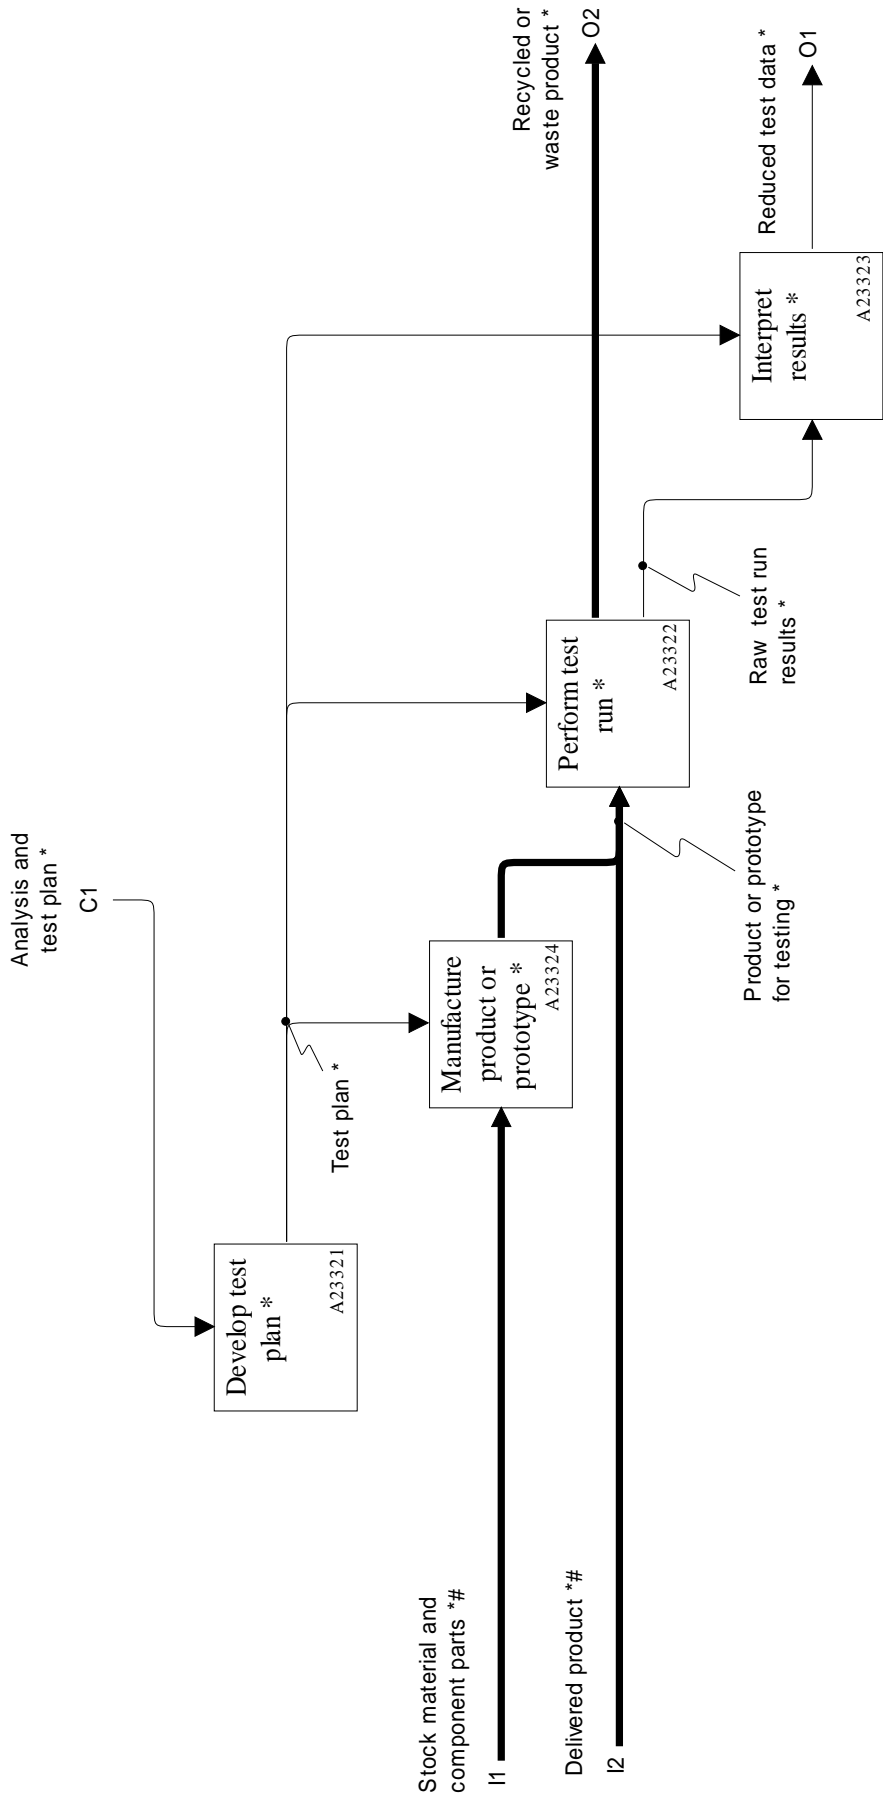 Analysis and
test plan *
C1
Develop test
plan *
A23321
Test plan *
Stock material and
component parts *#
I1
Manufacture
product or
prototype *
A23324
Delivered product *#
I2
Product or prototype
for testing *
Perform test
run *
A23322
Recycled or
waste product *
O2
Raw test run
results *
Interpret
results *
A23323
Reduced test data *
O1